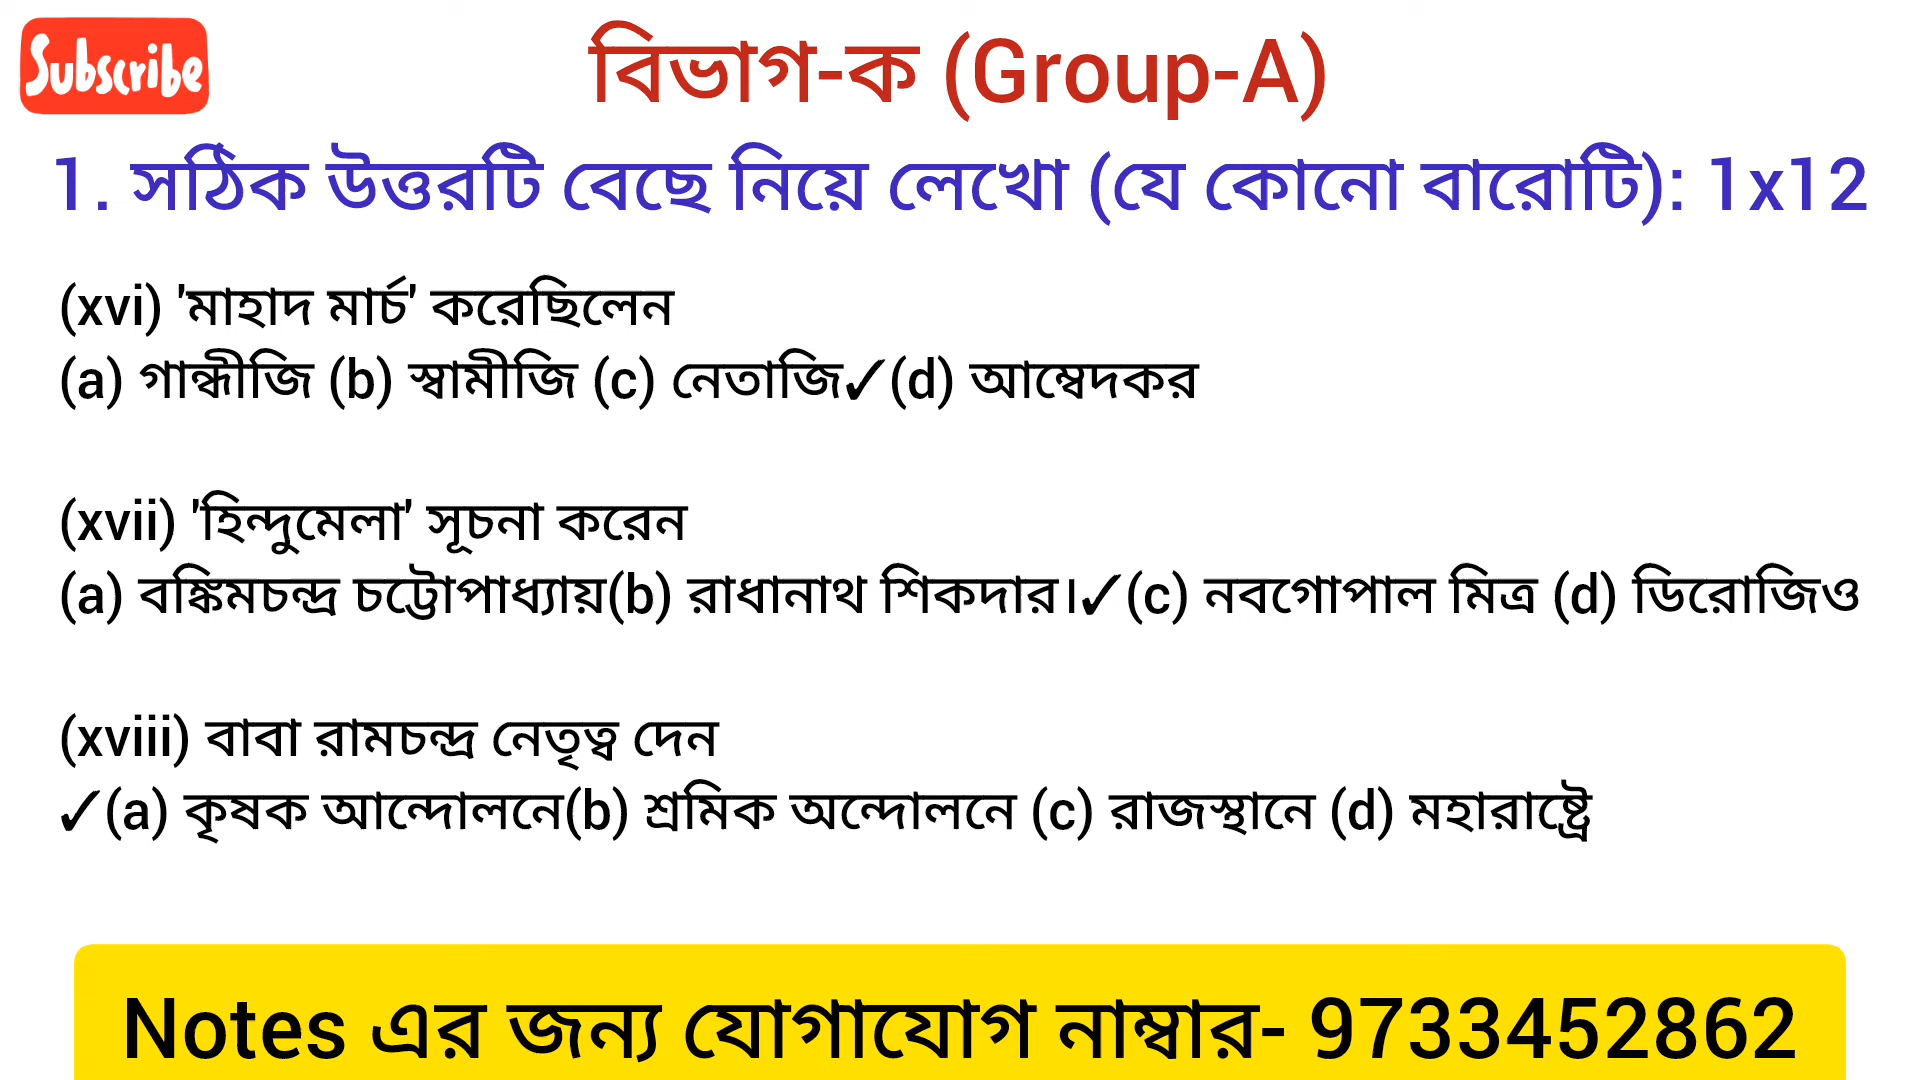 Subscribe
বিভাগ-ক (Group-A)
1. সঠিক উত্তরটি বেছে নিয়ে লেখো (যে কোনো বারোটি): 1x12
(xvi) 'মাহাদ মার্চ' করেছিলেন
(a) গান্ধীজি (b) স্বামীজি (c) নেতাজি✓(d) আম্বেদকর
(xvii) 'হিন্দুমেলা' সূচনা করেন
(a) বঙ্কিমচন্দ্র চট্টোপাধ্যায়(b) রাধানাথ শিকদার।✓(c) নবগোপাল মিত্র (d) ডিরোজিও
(xviii) বাবা রামচন্দ্র নেতৃত্ব দেন
✓(a) কৃষক আন্দোলনে(b) শ্রমিক অন্দোলনে (c) রাজস্থানে (d) মহারাষ্ট্রে
Notes এর জন্য যোগাযোগ নাম্বার- 9733452862